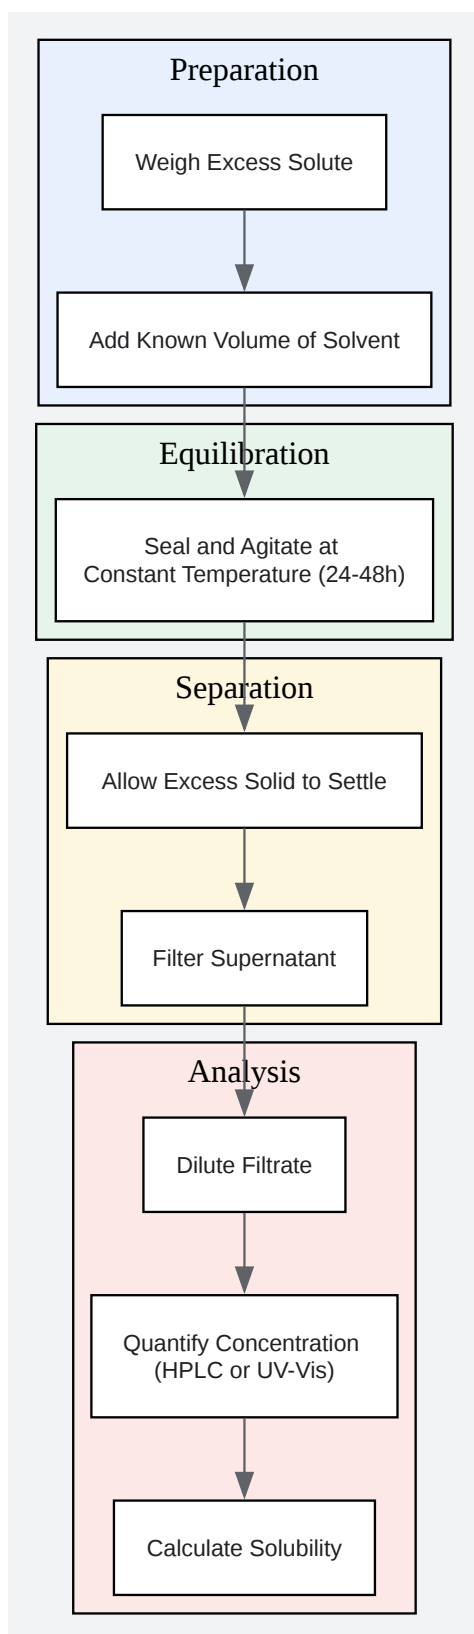 Preparation
Weigh Excess Solute
Add Known Volume of Solvent
Equilibration
Seal and Agitate at
Constant Temperature (24-48h)
Separation
Allow Excess Solid to Settle
Filter Supernatant
Analysis
Dilute Filtrate
Quantify Concentration
(HPLC or UV-Vis)
Calculate Solubility